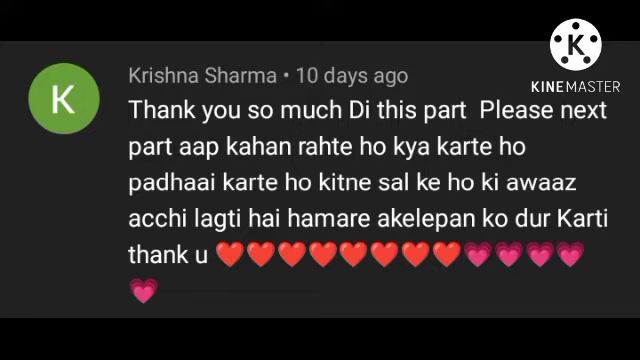 K
KINEMASTER
Krishna Sharma • 10 days ago
K
Thank you so much Di this part Please next
part aap kahan rahte ho kya karte ho
padhaai karte ho kitne sal ke ho ki awaaz
acchi lagti hai hamare akelepan ko dur Karti
thank u ❤️❤️❤️❤️❤️❤️❤️❤️💗💗💗💗
💗